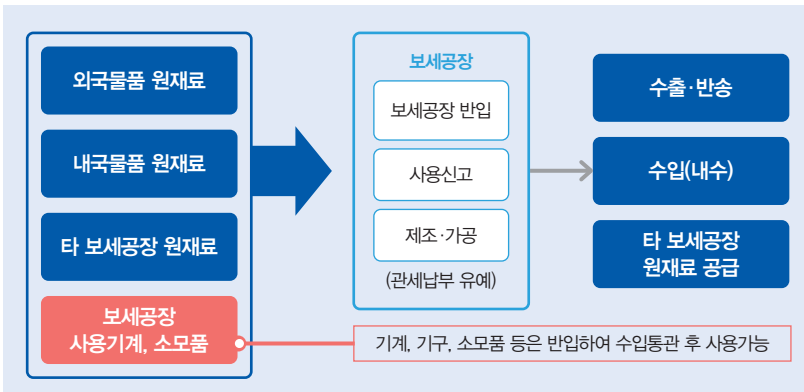 외국물품 원재료
내국물품 원재료
타 보세공장 원재료
보세공장
사용기계, 소모품
보세공장
보세공장 반입
사용신고
제조·가공
(관세납부 유예)
수출·반송
수입(내수)
타 보세공장
원재료 공급
기계, 기구, 소모품 등은 반입하여 수입통관 후 사용가능